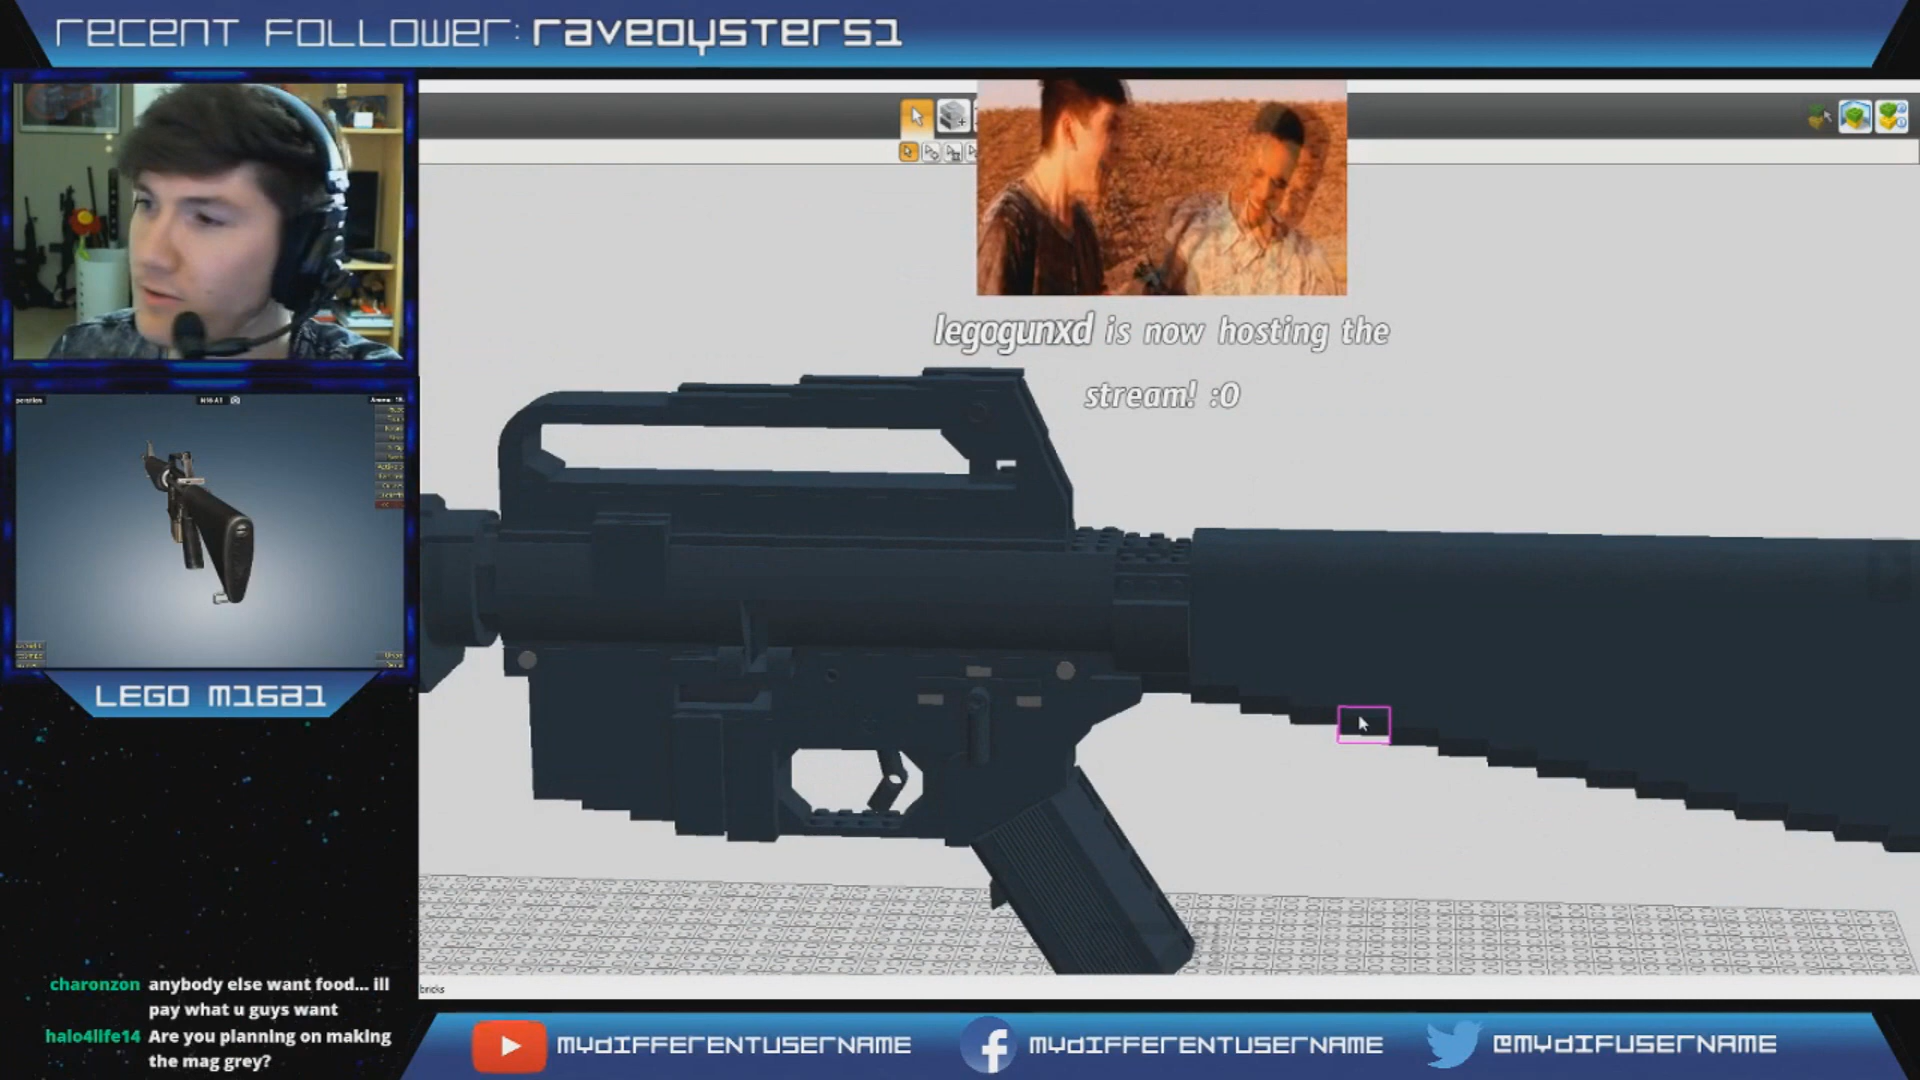 RECENT FOLLOWER: raveoysters1
legogunxd is now hosting the
stream! :O
M16A1
LEGO M16A1
charonzon anybody else want food... ill
pay what u guys want
halo4life14 Are you planning on making
the mag grey?
bricks
MYDIFFERENTUSERNAME
MYDIFFERENTUSERNAME
@MYDIFUSERNAME